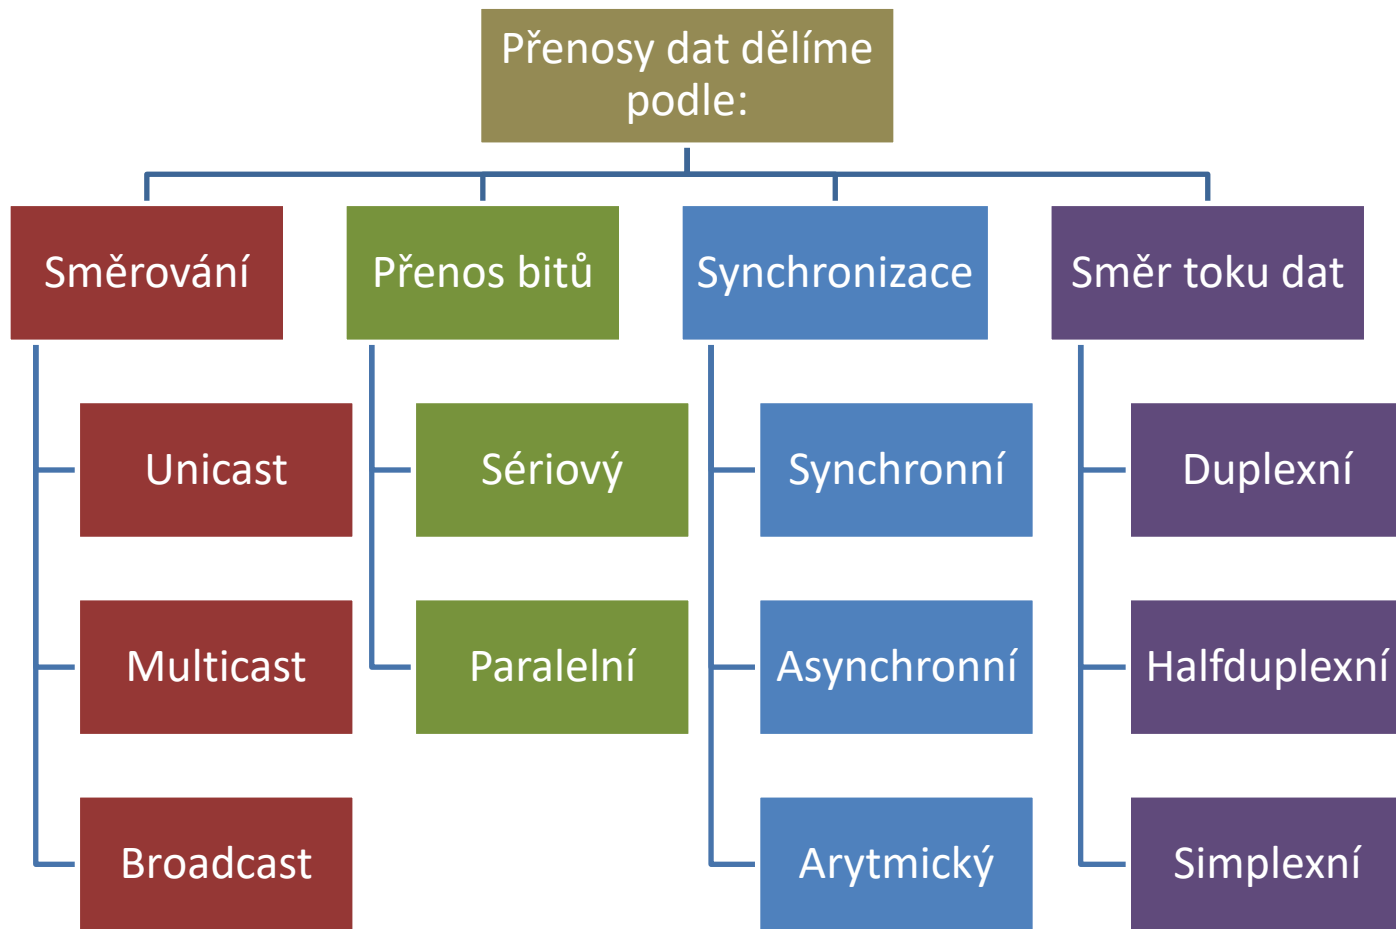 Přenosy dat dělíme
podle:
Směrování
Přenos bitů
Synchronizace
Směr toku dat
Unicast
Sériový
Synchronní
Duplexní
Multicast
Paralelní
Asynchronní
Halfduplexní
Broadcast
Arytmický
Simplexní